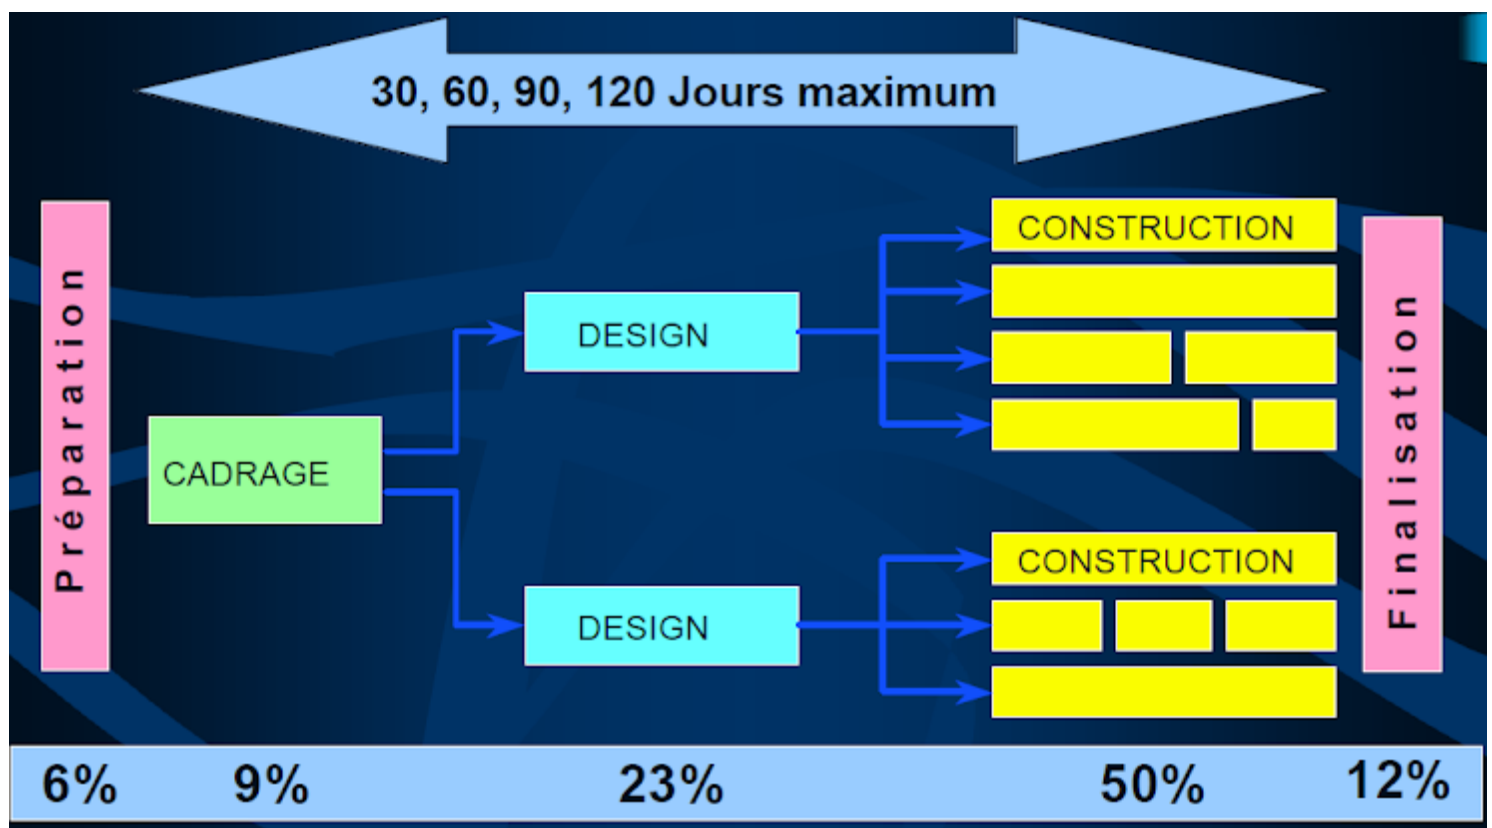 30, 60, 90, 120 Jours maximum
Préparation
CADRAGE
DESIGN
DESIGN
CONSTRUCTION
CONSTRUCTION
Finalisation
6% 9% 23% 50% 12%